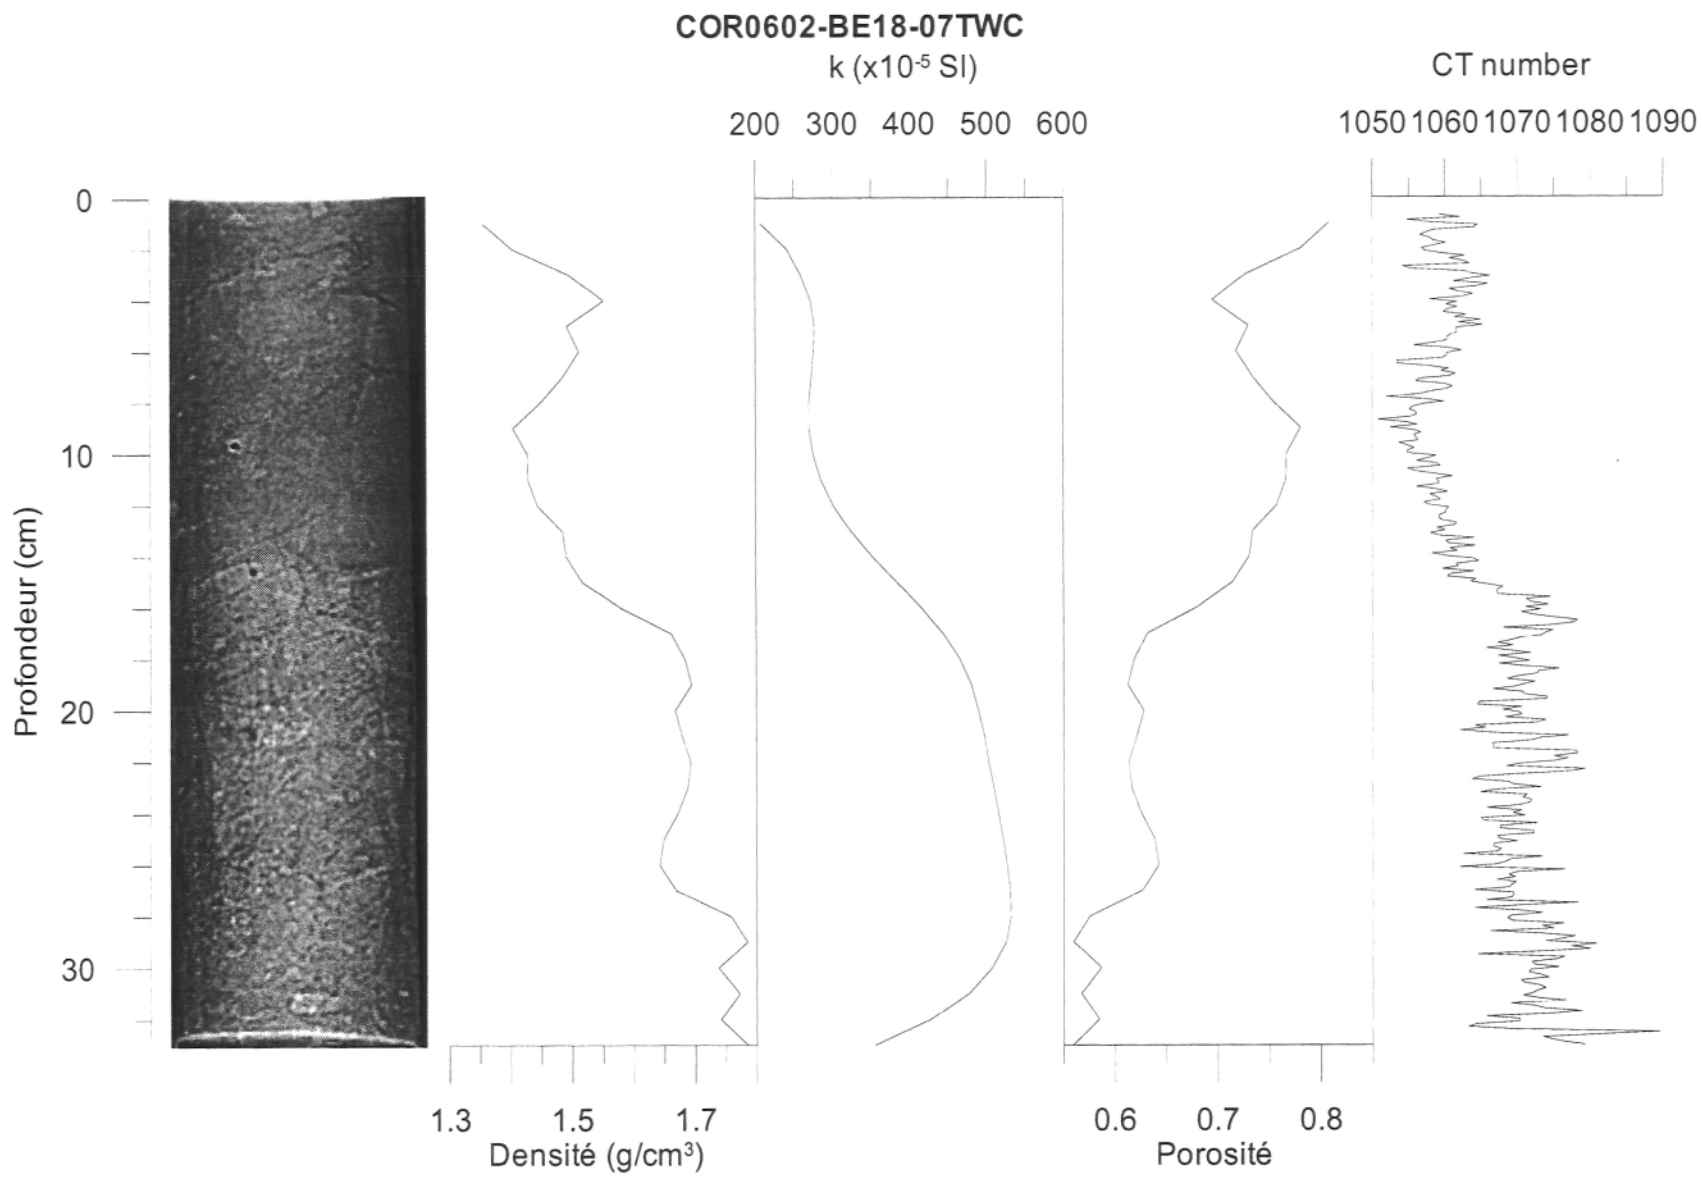 COR0602-BE18-07TWC
k (x10⁻⁵ SI)
CT number
200 300 400 500 600
1050 1060 1070 1080 1090
0
10
20
30
Profondeur (cm)
1.3 1.5 1.7
Densité (g/cm³)
0.6 0.7 0.8
Porosité